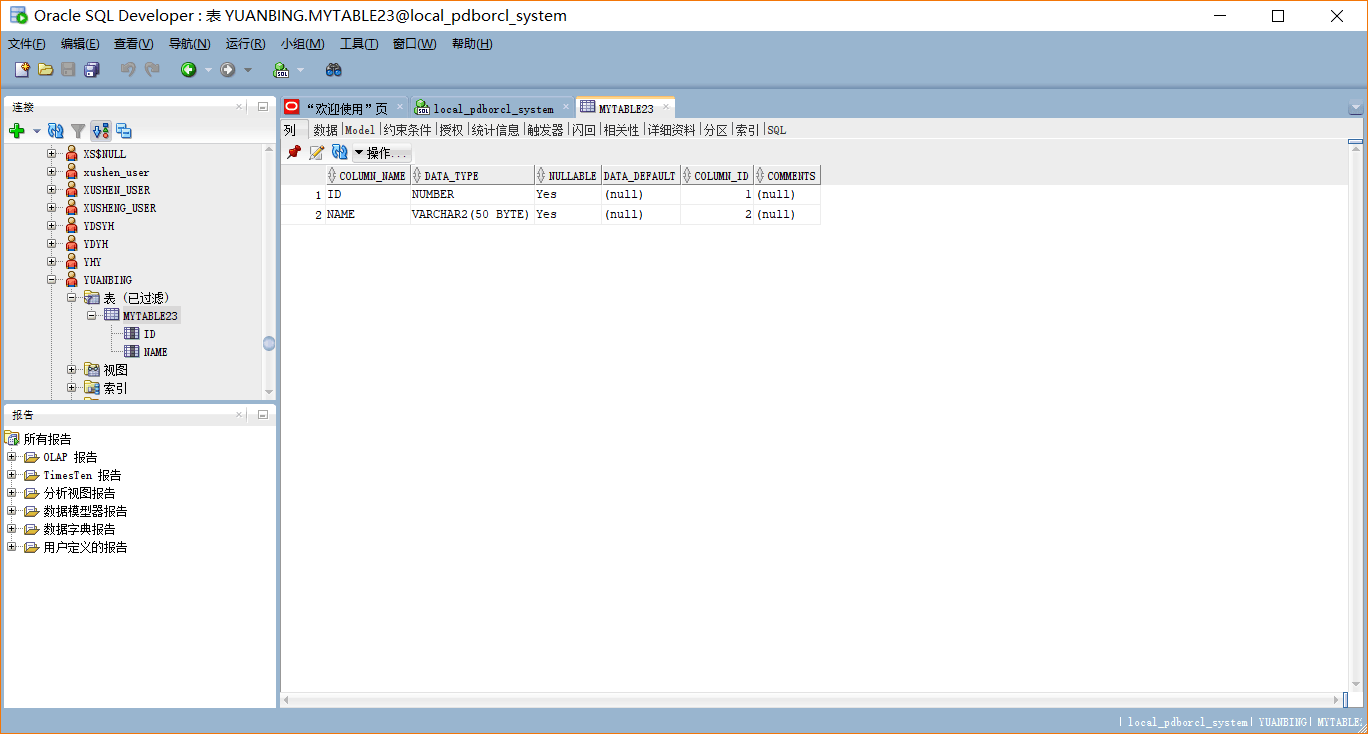 Oracle SQL Developer : 表 YUANBING.MYTABLE23@local_pdborcl_system
文件(F) 编辑(E) 查看(V) 导航(N) 运行(R) 小组(M) 工具(T) 窗口(W) 帮助(H)
连接
XS$NULL
xushen_user
XUSHEN_USER
XUSHENG_USER
YDSYH
YDYH
YHY
YUANBING
表 (已过滤)
MYTABLE23
ID
NAME
视图
索引
报告
所有报告
OLAP 报告
TimesTen 报告
分析视图报告
数据模型器报告
数据字典报告
用户定义的报告
“欢迎使用”页 local_pdborcl_system MYTABLE23
列 数据 Model 约束条件 授权 统计信息 触发器 闪回 相关性 详细资料 分区 索引 SQL
操作...
COLUMN_NAME DATA_TYPE NULLABLE DATA_DEFAULT COLUMN_ID COMMENTS
1 ID NUMBER Yes (null) 1 (null)
2 NAME VARCHAR2(50 BYTE) Yes (null) 2 (null)
| local_pdborcl_system| YUANBING| MYTABLE